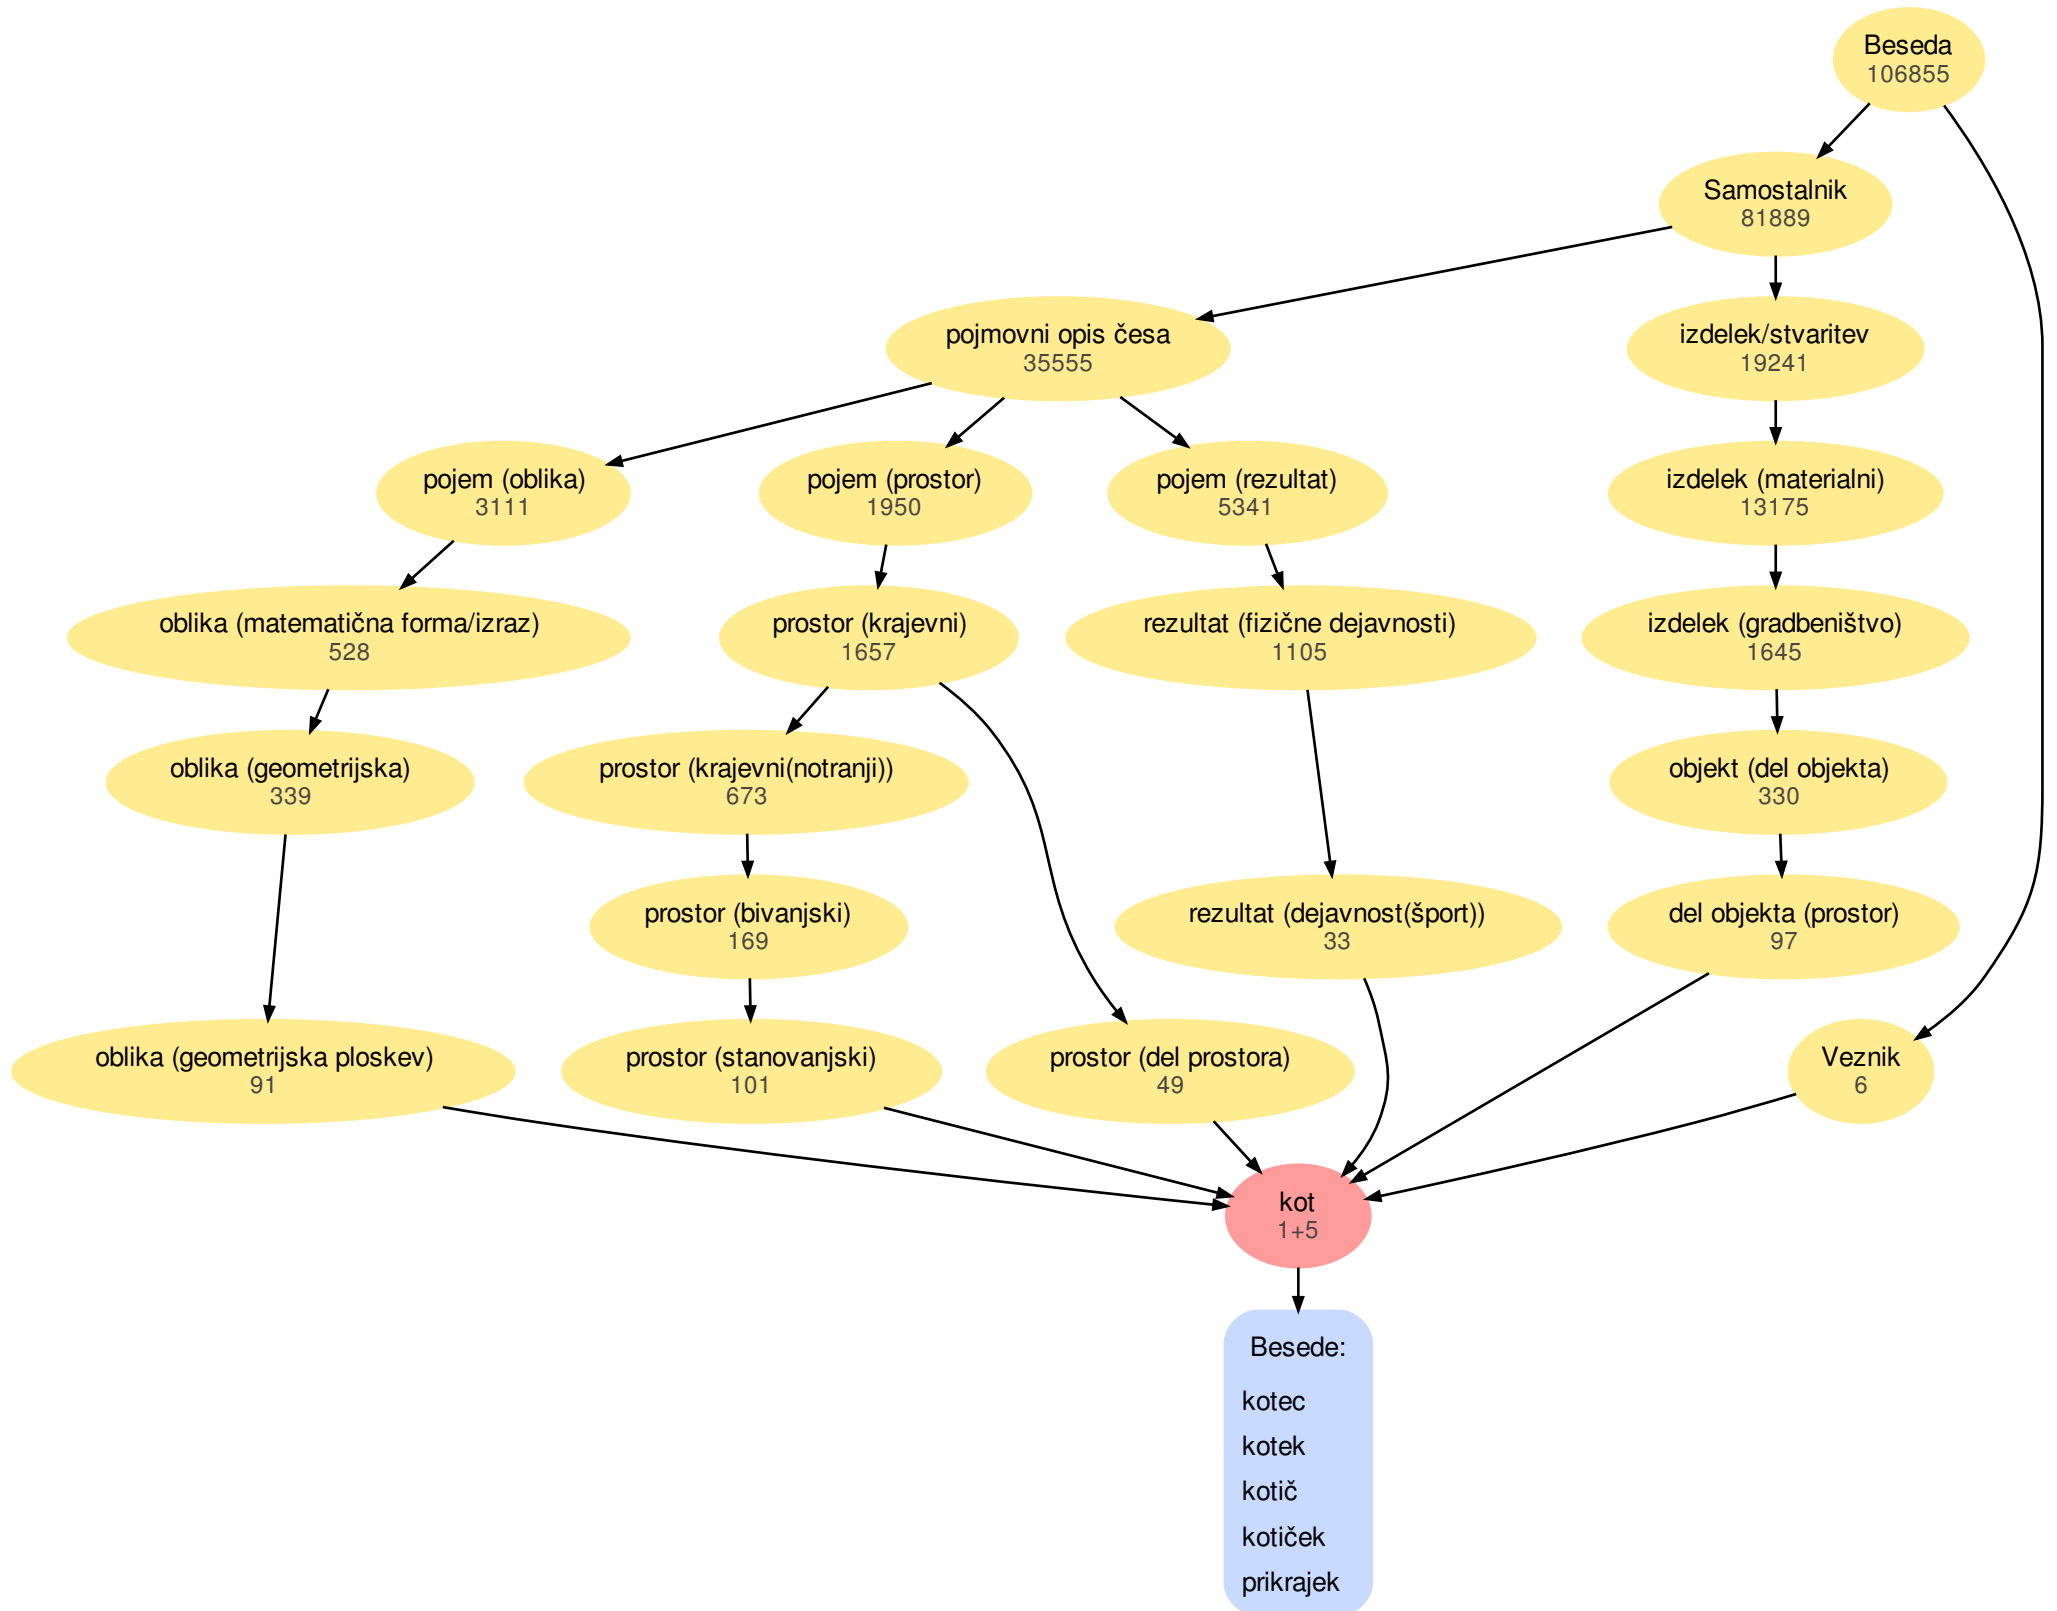 Beseda
106855
Samostalnik
81889
pojmovni opis česa
35555
izdelek/stvaritev
19241
pojem (oblika)
3111
pojem (prostor)
1950
pojem (rezultat)
5341
izdelek (materialni)
13175
oblika (matematična forma/izraz)
528
prostor (krajevni)
1657
rezultat (fizične dejavnosti)
1105
izdelek (gradbeništvo)
1645
oblika (geometrijska)
339
prostor (krajevni(notranji))
673
objekt (del objekta)
330
prostor (bivanjski)
169
rezultat (dejavnost(šport))
33
del objekta (prostor)
97
oblika (geometrijska ploskev)
91
prostor (stanovanjski)
101
prostor (del prostora)
49
Veznik
6
kot
1+5
Besede:
kotec
kotek
kotič
kotiček
prikrajek